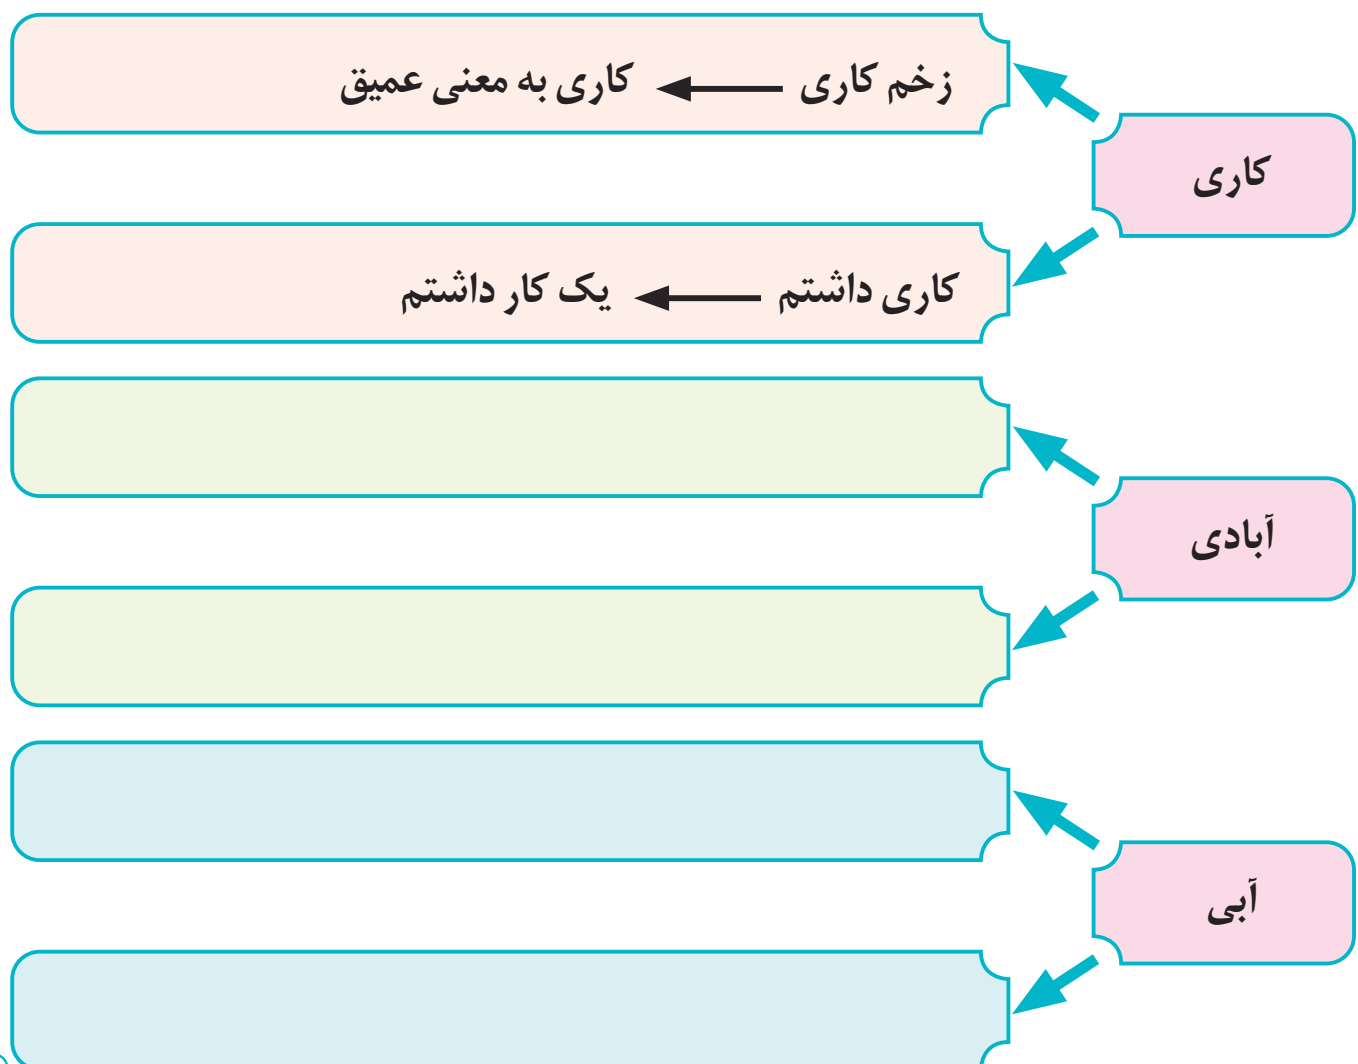 زخم کاری ← کاری به معنی عمیق
کاری
کاری داشتم ← یک کار داشتم
آبادی
آبی